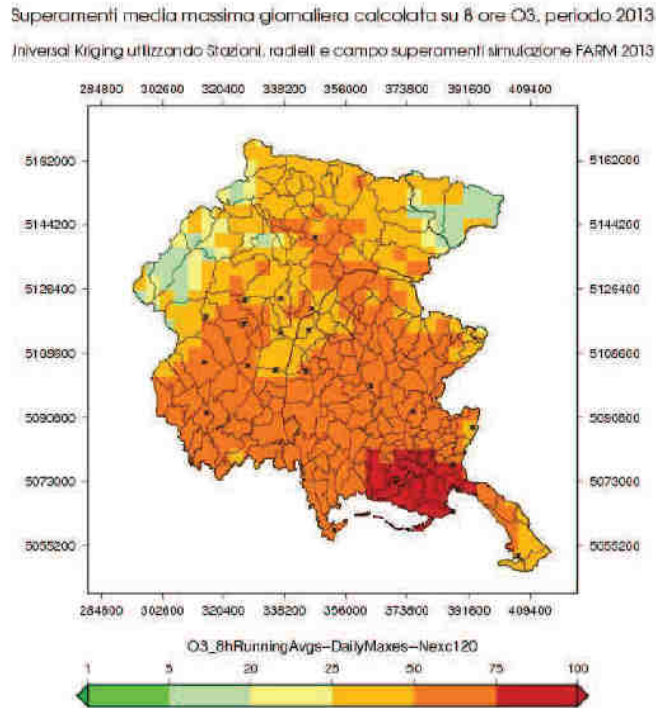 Superamenti media massima giornaliera calcolata su 8 ore O3, periodo 2013
Universal Kriging utilizzando Stazioni, radielli e campo superamenti simulazione FARM 2013
284800 302600 320400 338200 356000 373800 391600 409400
5162000 5162000
5144200 5144200
5126400 5126400
5108600 5108600
5090800 5090800
5073000 5073000
5055200 5055200
284800 302600 320400 338200 356000 373800 391600 409400
O3_8hRunningAvgs-DailyMaxes-Nexc120
1 5 20 25 50 75 100